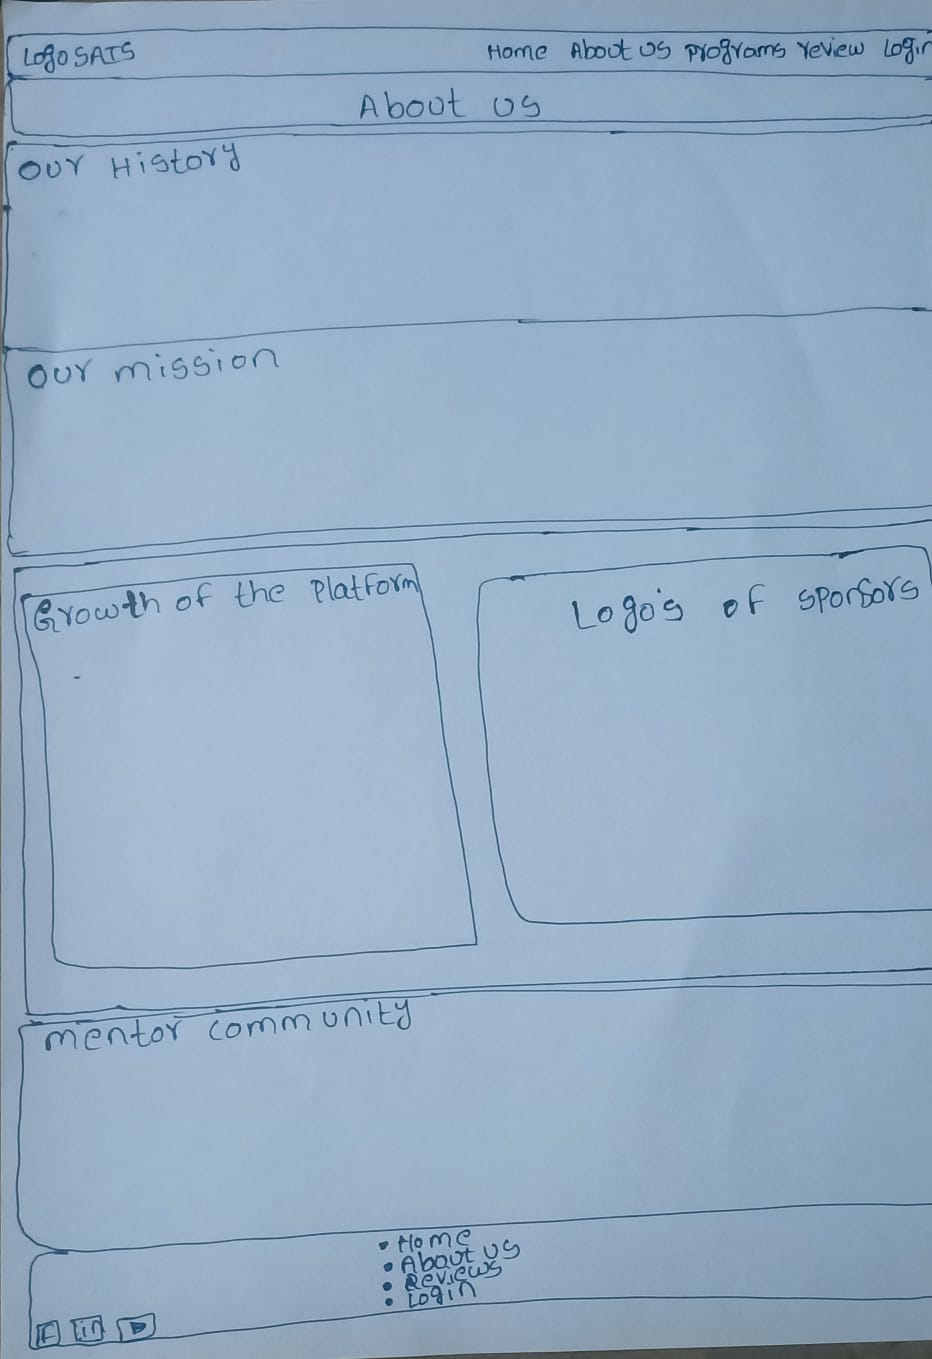 Logo SATS Home About us programs review Login
About us
our History
our mission
Growth of the Platform
Logo's of sponsors
mentor community
Home
About us
Reviews
Login
F in